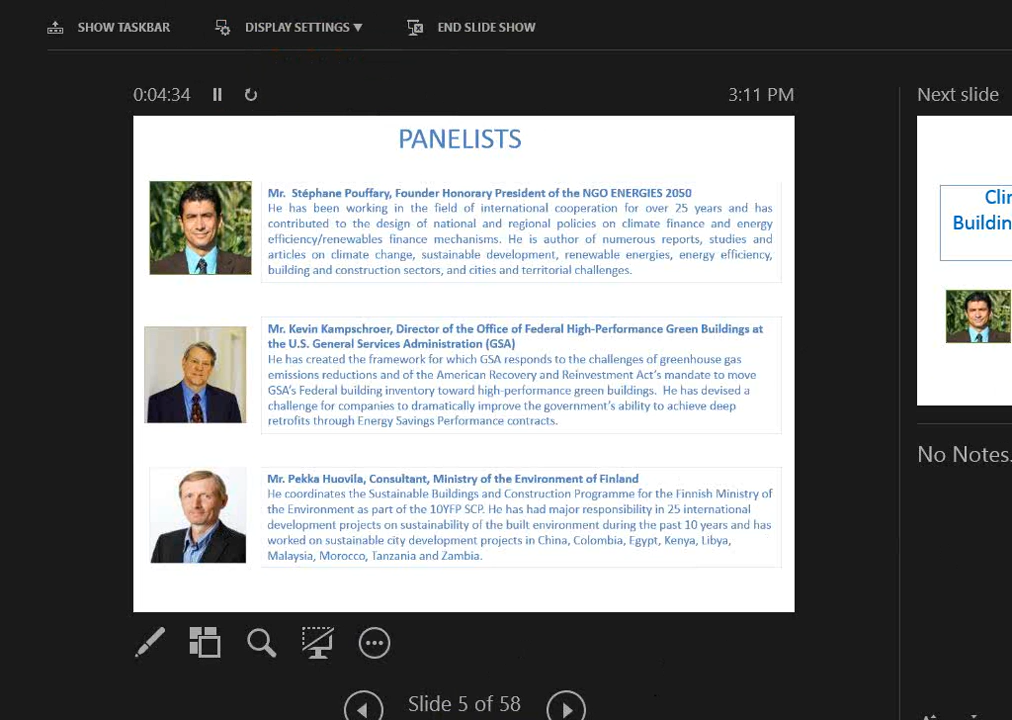 SHOW TASKBAR
DISPLAY SETTINGS ▼
END SLIDE SHOW
0:04:34
3:11 PM
Next slide
PANELISTS
Mr. Stéphane Pouffary, Founder Honorary President of the NGO ENERGIES 2050
He has been working in the field of international cooperation for over 25 years and has
contributed to the design of national and regional policies on climate finance and energy
efficiency/renewables finance mechanisms. He is author of numerous reports, studies and
articles on climate change, sustainable development, renewable energies, energy efficiency,
building and construction sectors, and cities and territorial challenges.
Mr. Kevin Kampschroer, Director of the Office of Federal High-Performance Green Buildings at
the U.S. General Services Administration (GSA)
He has created the framework for which GSA responds to the challenges of greenhouse gas
emissions reductions and of the American Recovery and Reinvestment Act's mandate to move
GSA's Federal building inventory toward high-performance green buildings. He has devised a
challenge for companies to dramatically improve the government's ability to achieve deep
retrofits through Energy Savings Performance contracts.
Mr. Pekka Huovila, Consultant, Ministry of the Environment of Finland
He coordinates the Sustainable Buildings and Construction Programme for the Finnish Ministry of
the Environment as part of the 10YFP SCP. He has had major responsibility in 25 international
development projects on sustainability of the built environment during the past 10 years and has
worked on sustainable city development projects in China, Colombia, Egypt, Kenya, Libya,
Malaysia, Morocco, Tanzania and Zambia.
Clir
Buildin
No Notes.
Slide 5 of 58